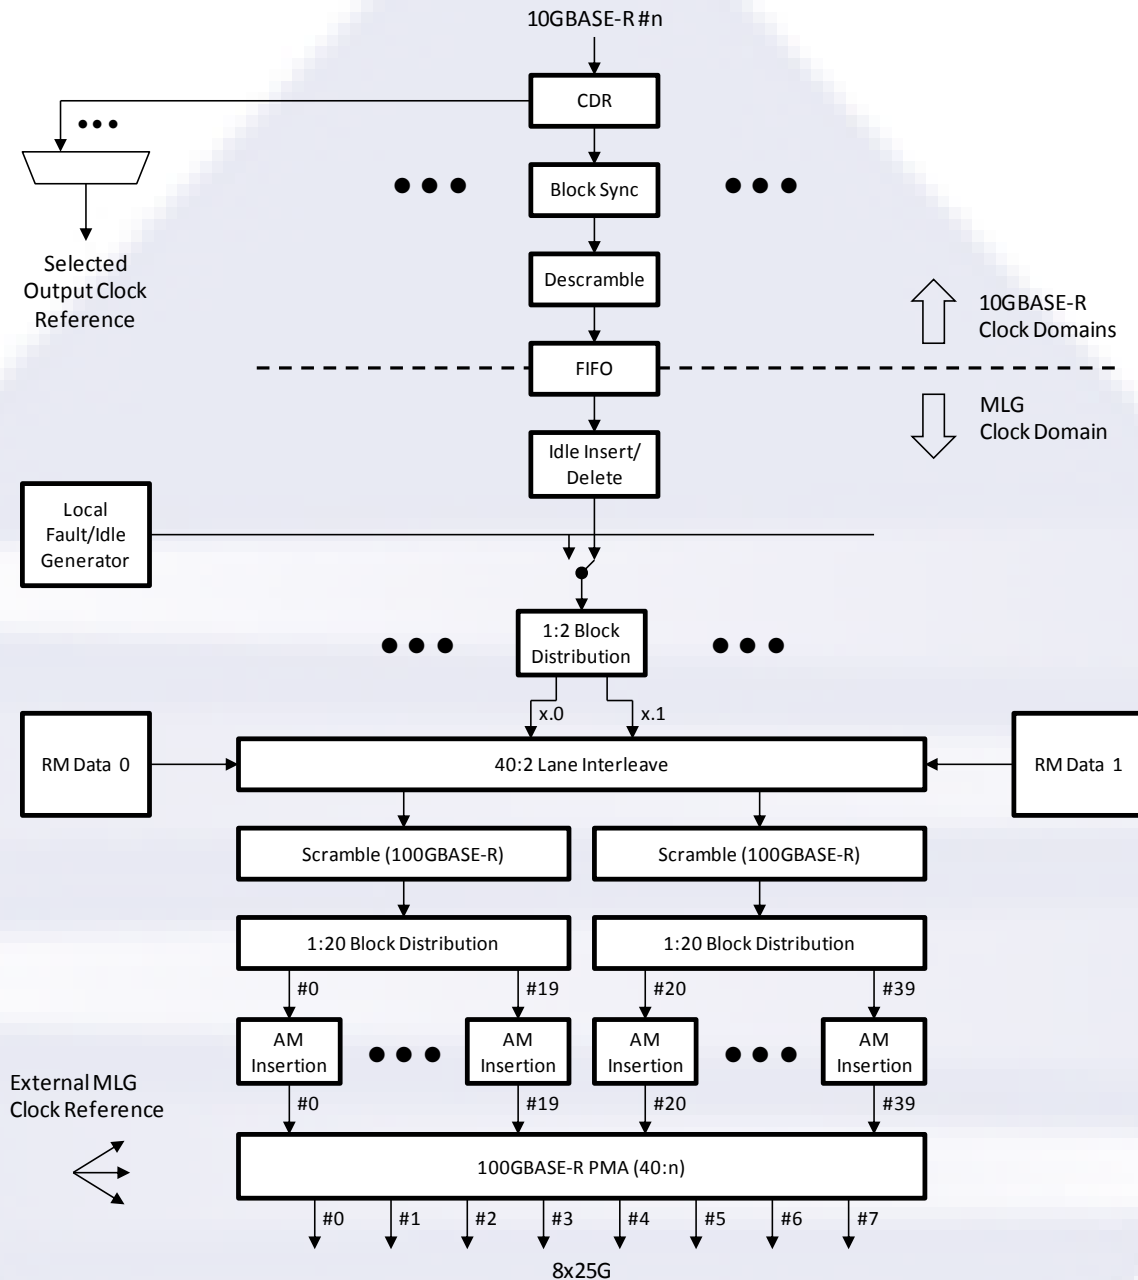 10GBASE-R #n
CDR
Block Sync
Selected
Output Clock
Reference
Descramble
10GBASE-R
Clock Domains
FIFO
MLG
Clock Domain
Idle Insert/
Delete
Local
Fault/Idle
Generator
1:2 Block
Distribution
x.0
x.1
RM Data 0
40:2 Lane Interleave
RM Data 1
Scramble (100GBASE-R)
Scramble (100GBASE-R)
1:20 Block Distribution
1:20 Block Distribution
#0
#19
#20
#39
AM
Insertion
AM
Insertion
AM
Insertion
AM
Insertion
External MLG
Clock Reference
#0
#19
#20
#39
100GBASE-R PMA (40:n)
#0
#1
#2
#3
#4
#5
#6
#7
8x25G